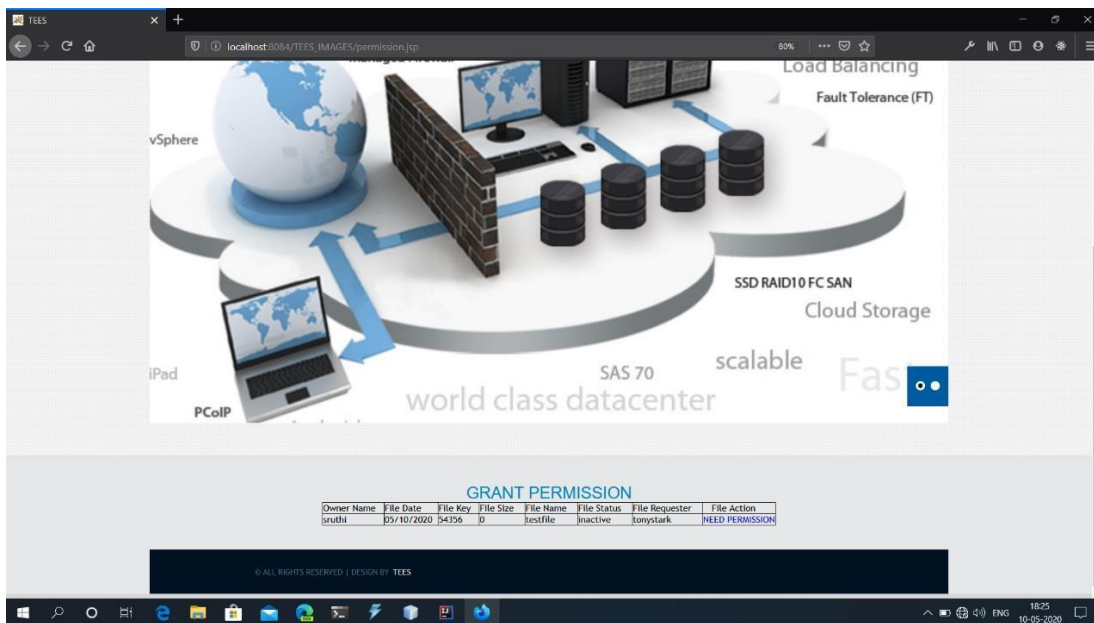 TEES
localhost:8084/TEES_IMAGES/permission.jsp
80%
Load Balancing
Fault Tolerance (FT)
vSphere
SSD RAID10 FC SAN
Cloud Storage
iPad
SAS 70
scalable
Fas
PCoIP
world class datacenter
GRANT PERMISSION
Owner Name File Date File Key File Size File Name File Status File Requester File Action
sruthi 05/10/2020 54356 0 testfile inactive tonystark NEED PERMISSION
© ALL RIGHTS RESERVED | DESIGN BY TEES
ENG
18:25
10-05-2020